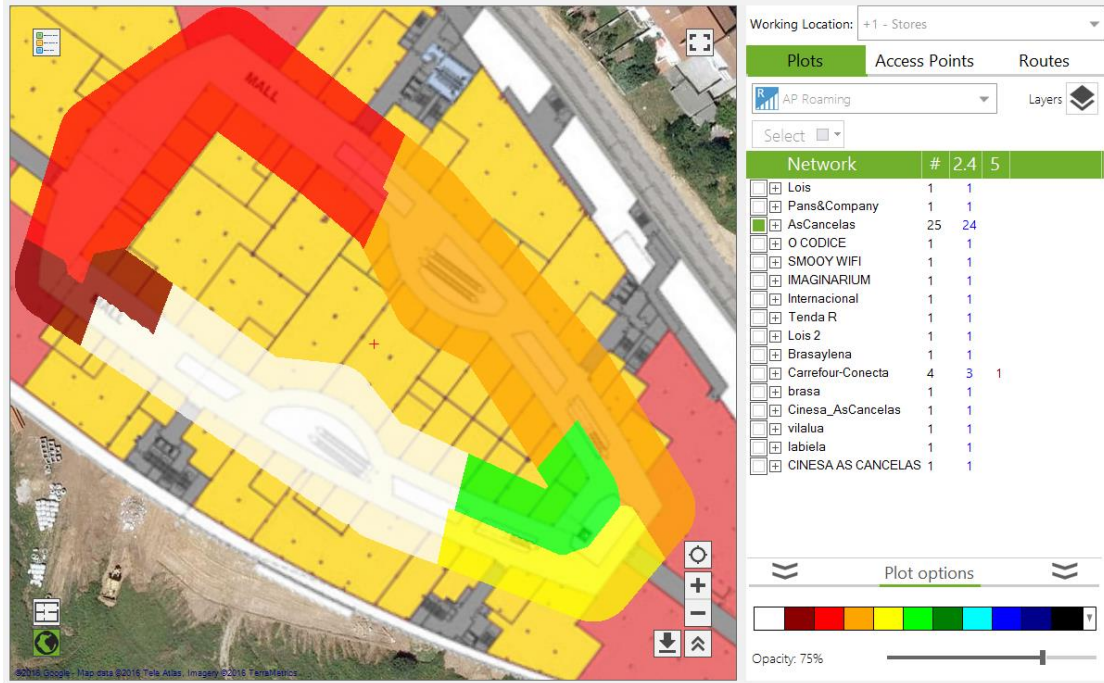 Working Location: +1 - Stores
Plots Access Points Routes
R AP Roaming Layers
Select
Network # 2.4 5
Lois 1 1
Pans&Company 1 1
AsCancelas 25 24
O CODICE 1 1
SMOOY WIFI 1 1
IMAGINARIUM 1 1
Internacional 1 1
Tenda R 1 1
Lois 2 1 1
Brasaylena 1 1
Carrefour-Conecta 4 3 1
brasa 1 1
Cinesa_AsCancelas 1 1
vilalua 1 1
labiela 1 1
CINESA AS CANCELAS 1 1
Plot options
Opacity: 75%
MALL
MALL
©2016 Google - Map data ©2016 Tele Atlas, Imagery ©2016 TerraMetrics